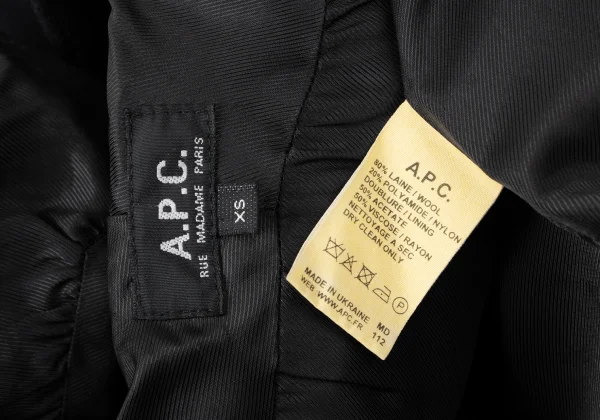 A.P.C.
RUE MADAME PARIS
XS
A.P.C.
80% LAINE / WOOL
20% POLYAMIDE / NYLON
DOUBLURE / LINING
50% ACETATE
50% VISCOSE / RAYON
NETTOYAGE A SEC
DRY CLEAN ONLY
P
MADE IN UKRAINE MD
WEB : WWW.APC.FR 112